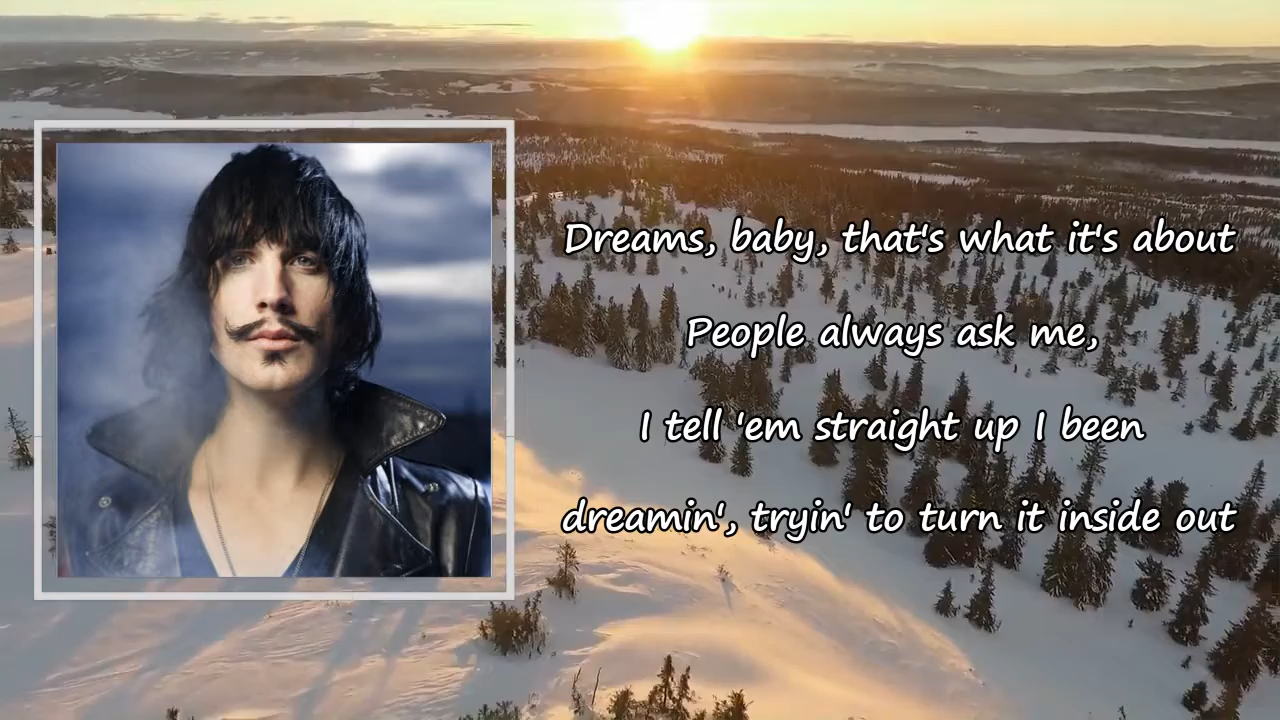 Dreams, baby, that's what it's about
People always ask me,
I tell 'em straight up I been
dreamin', tryin' to turn it inside out